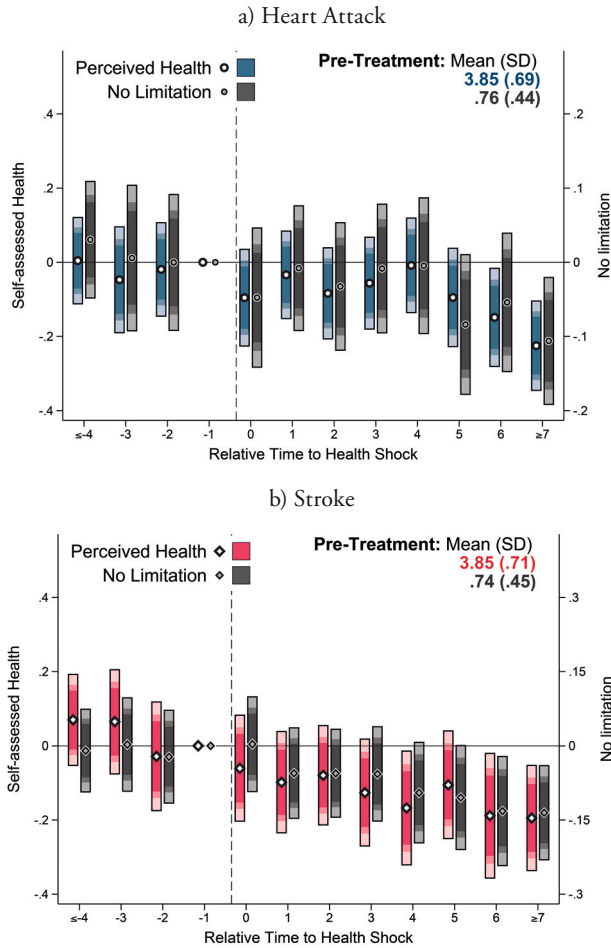 a) Heart Attack
Perceived Health
No Limitation
Pre-Treatment: Mean (SD)
3.85 (.69)
.76 (.44)
Self-assessed Health
No limitation
.4
.2
0
-.2
-.4
.2
.1
0
-.1
-.2
≤-4 -3 -2 -1 0 1 2 3 4 5 6 ≥7
Relative Time to Health Shock
b) Stroke
Perceived Health
No Limitation
Pre-Treatment: Mean (SD)
3.85 (.71)
.74 (.45)
Self-assessed Health
No limitation
.4
.2
0
-.2
-.4
.3
.15
0
-.15
-.3
≤-4 -3 -2 -1 0 1 2 3 4 5 6 ≥7
Relative Time to Health Shock